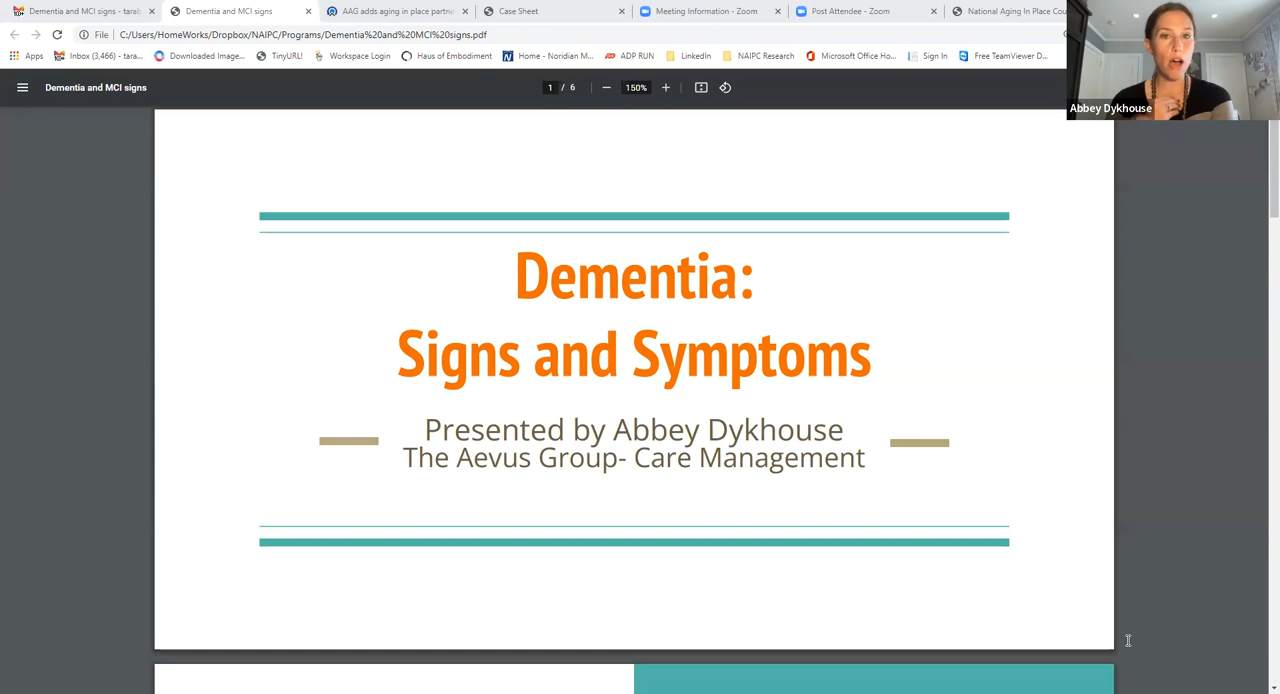 Dementia and MCI signs - tarab
Dementia and MCI signs
AAG adds aging in place partne
Case Sheet
Meeting Information - Zoom
Post Attendee - Zoom
National Aging In Place Cou
File
C:/Users/HomeWorks/Dropbox/NAIPC/Programs/Dementia%20and%20MCI%20signs.pdf
Apps
Inbox (3,466) - tara...
Downloaded Image...
TinyURL!
Workspace Login
Haus of Embodiment
Home - Noridian M...
ADP RUN
LinkedIn
NAIPC Research
Microsoft Office Ho...
Sign In
Free TeamViewer D...
Dementia and MCI signs
1 / 6
150%
Abbey Dykhouse
Dementia:
Signs and Symptoms
Presented by Abbey Dykhouse
The Aevus Group- Care Management